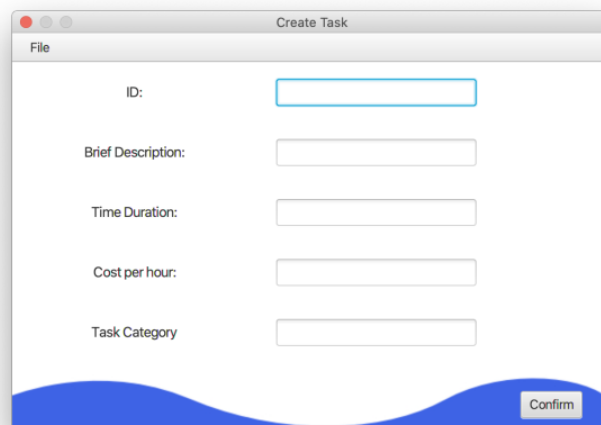 Create Task
File
ID:
Brief Description:
Time Duration:
Cost per hour:
Task Category
Confirm